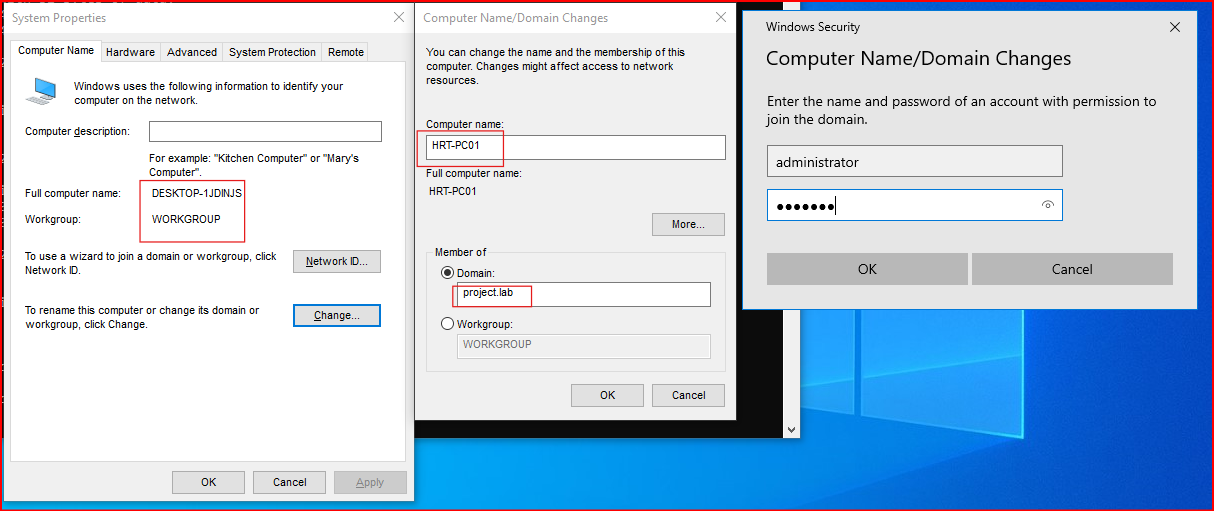 System Properties
Computer Name
Hardware
Advanced
System Protection
Remote
Windows uses the following information to identify your
computer on the network.
Computer description:
For example: "Kitchen Computer" or "Mary's
Computer".
Full computer name:
DESKTOP-1JDINJS
Workgroup:
WORKGROUP
To use a wizard to join a domain or workgroup, click
Network ID.
Network ID...
To rename this computer or change its domain or
workgroup, click Change.
Change...
OK
Cancel
Apply
Computer Name/Domain Changes
You can change the name and the membership of this
computer. Changes might affect access to network
resources.
Computer name:
HRT-PC01
Full computer name:
HRT-PC01
More...
Member of
Domain:
project.lab
Workgroup:
WORKGROUP
OK
Cancel
Windows Security
Computer Name/Domain Changes
Enter the name and password of an account with permission to
join the domain.
administrator
●●●●●●●
OK
Cancel